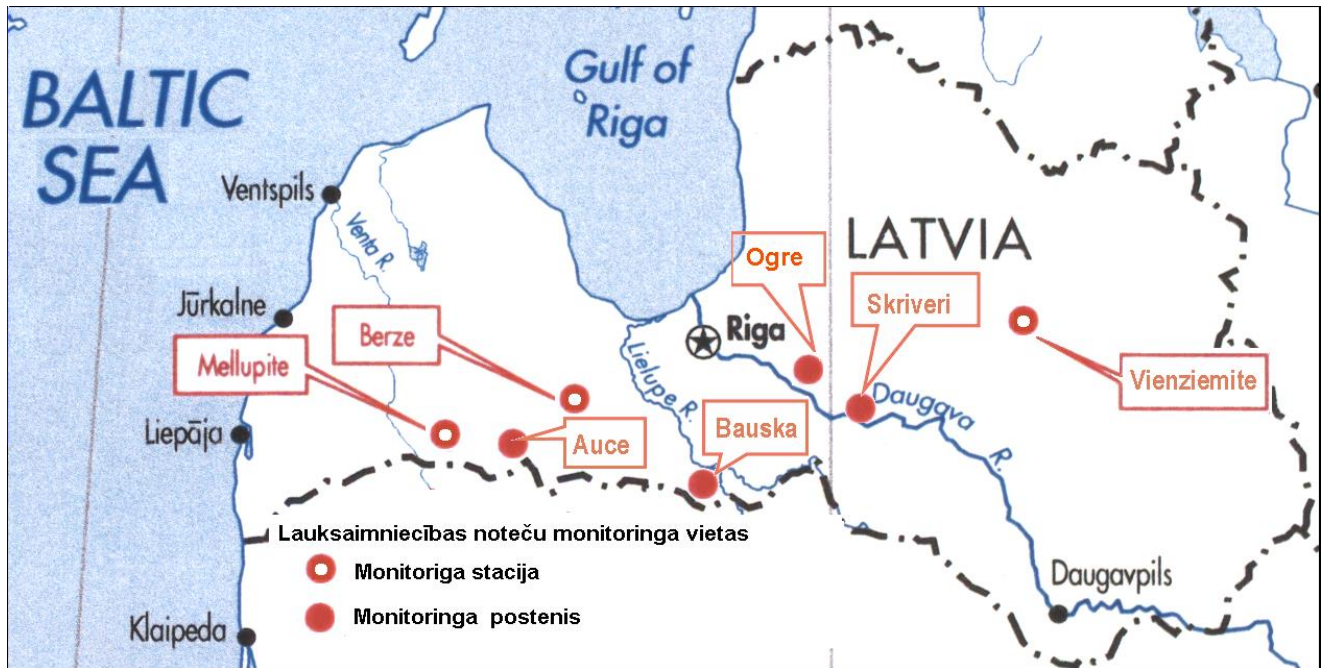 BALTIC
SEA
Gulf of
Riga
Ventspils
Venta R.
LATVIA
Ogre
Skriveri
Jūrkalne
Berze
Riga
Mellupite
Lielupe R.
Vienziemite
Daugava
R.
Liepāja
Auce
Bauska
Lauksaimniecības noteču monitoringa vietas
Monitoriga stacija
Monitoringa postenis
Daugavpils
Klaipeda